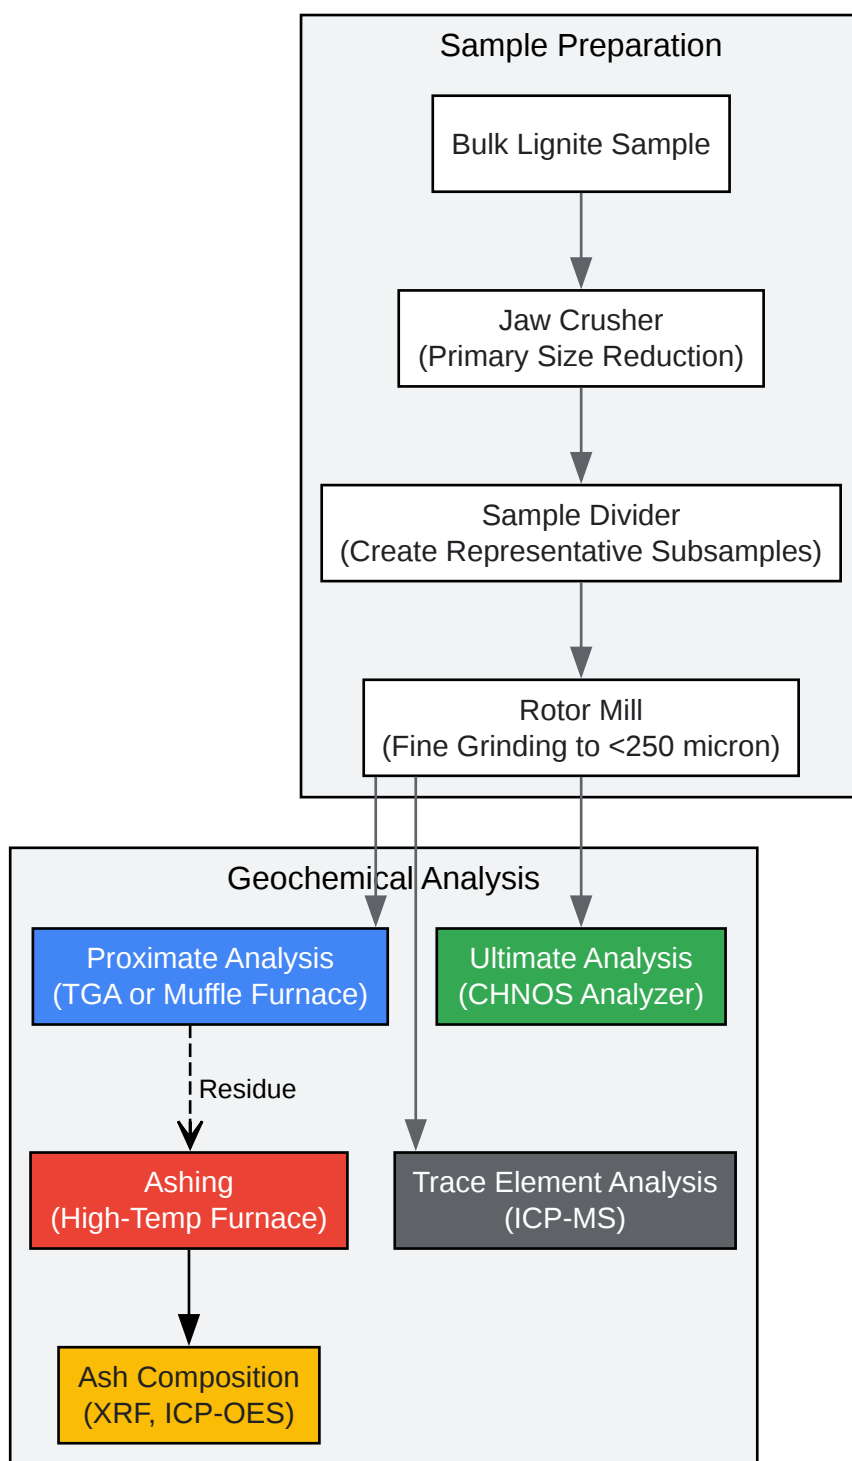 Sample Preparation
Bulk Lignite Sample
Jaw Crusher
(Primary Size Reduction)
Sample Divider
(Create Representative Subsamples)
Rotor Mill
(Fine Grinding to <250 micron)
Geochemical Analysis
Proximate Analysis
(TGA or Muffle Furnace)
Ultimate Analysis
(CHNOS Analyzer)
Residue
Ashing
(High-Temp Furnace)
Trace Element Analysis
(ICP-MS)
Ash Composition
(XRF, ICP-OES)